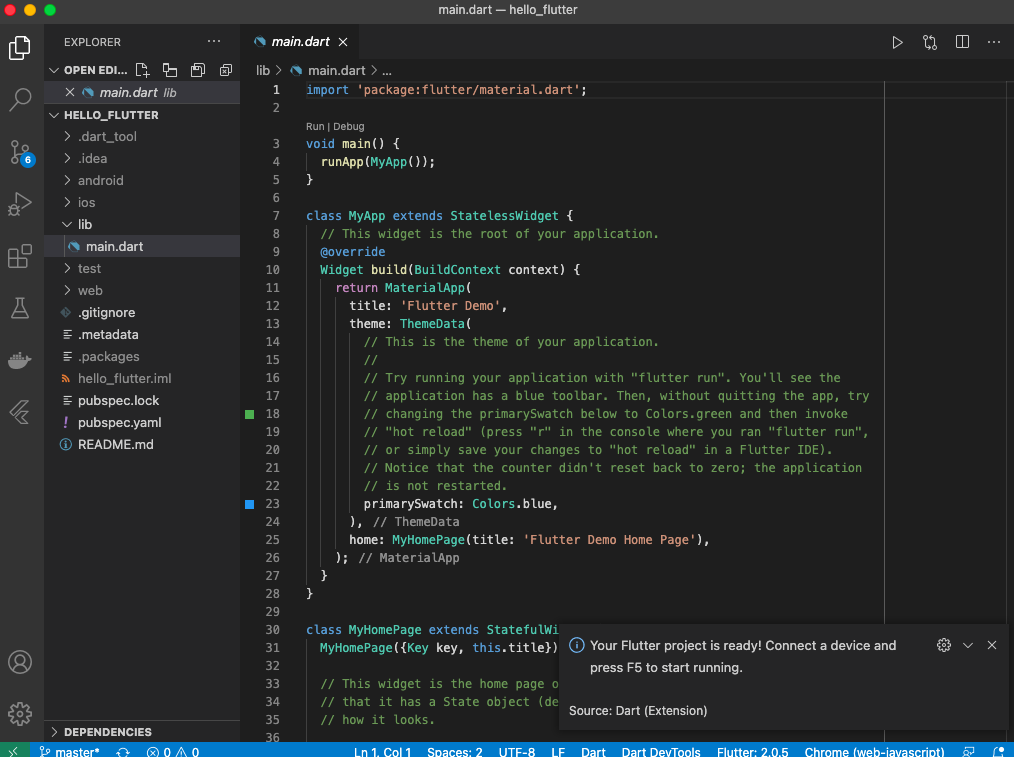 main.dart — hello_flutter
EXPLORER
OPEN EDI...
main.dart lib
HELLO_FLUTTER
.dart_tool
.idea
android
ios
lib
main.dart
test
web
.gitignore
.metadata
.packages
hello_flutter.iml
pubspec.lock
pubspec.yaml
README.md
DEPENDENCIES
6
main.dart
lib > main.dart > ...
1 import 'package:flutter/material.dart';
2
Run | Debug
3 void main() {
4 runApp(MyApp());
5 }
6
7 class MyApp extends StatelessWidget {
8 // This widget is the root of your application.
9 @override
10 Widget build(BuildContext context) {
11 return MaterialApp(
12 title: 'Flutter Demo',
13 theme: ThemeData(
14 // This is the theme of your application.
15 //
16 // Try running your application with "flutter run". You'll see the
17 // application has a blue toolbar. Then, without quitting the app, try
18 // changing the primarySwatch below to Colors.green and then invoke
19 // "hot reload" (press "r" in the console where you ran "flutter run",
20 // or simply save your changes to "hot reload" in a Flutter IDE).
21 // Notice that the counter didn't reset back to zero; the application
22 // is not restarted.
23 primarySwatch: Colors.blue,
24 ), // ThemeData
25 home: MyHomePage(title: 'Flutter Demo Home Page'),
26 ); // MaterialApp
27 }
28 }
29
30 class MyHomePage extends StatefulWi
31 MyHomePage({Key key, this.title})
32
33 // This widget is the home page o
34 // that it has a State object (de
35 // how it looks.
36
Your Flutter project is ready! Connect a device and
press F5 to start running.
Source: Dart (Extension)
master* 0 0 Ln 1, Col 1 Spaces: 2 UTF-8 LF Dart Dart DevTools Flutter: 2.0.5 Chrome (web-javascript)